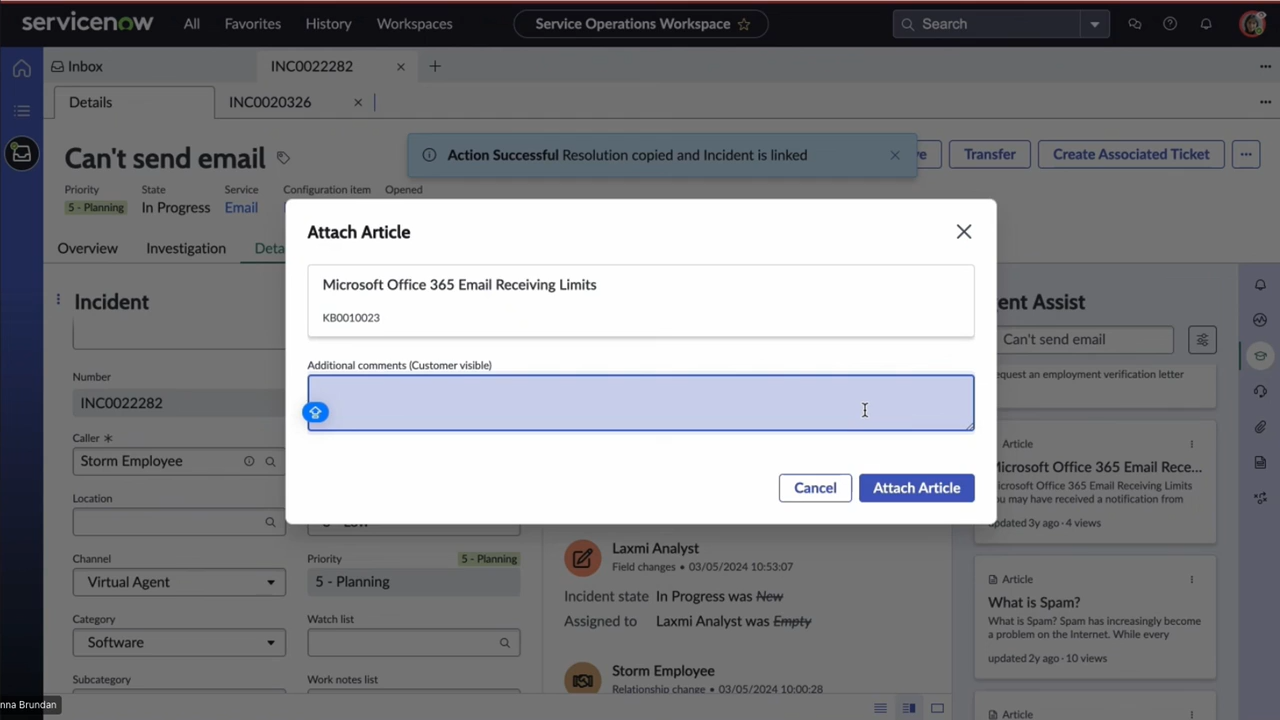 servicenow
All
Favorites
History
Workspaces
Service Operations Workspace
Search
Inbox
INC0022282
Details
INC0020326
Can't send email
Action Successful Resolution copied and Incident is linked
Transfer
Create Associated Ticket
Priority
State
Service
Configuration item
Opened
5 - Planning
In Progress
Email
Overview
Investigation
Deta
Attach Article
Microsoft Office 365 Email Receiving Limits
KB0010023
Additional comments (Customer visible)
Cancel
Attach Article
Incident
Number
INC0022282
Caller
Storm Employee
Location
Channel
Virtual Agent
Category
Software
Subcategory
Priority
5 - Planning
5 - Planning
Watch list
Work notes list
Laxmi Analyst
Field changes • 03/05/2024 10:53:07
Incident state In Progress was New
Assigned to Laxmi Analyst was Empty
Storm Employee
Relationship change • 03/05/2024 10:00:28
ent Assist
Can't send email
equest an employment verification letter
Article
Microsoft Office 365 Email Rece...
icrosoft Office 365 Email Receiving Limits
ou may have received a notification from
updated 3y ago · 4 views
Article
What is Spam?
What is Spam? Spam has increasingly become
a problem on the Internet. While every
updated 2y ago · 10 views
Article
nna Brundan